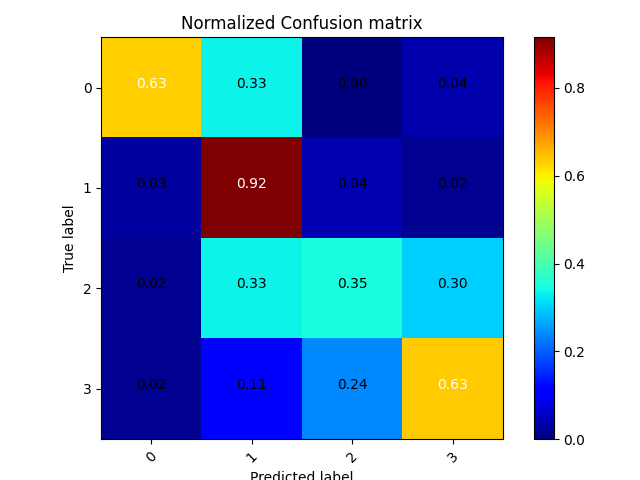 Normalized Confusion matrix
0 0.63 0.33 0.00 0.04 0.8
1 0.03 0.92 0.04 0.02 0.6
True label
2 0.02 0.33 0.35 0.30 0.4
3 0.02 0.11 0.24 0.63 0.2
0.0
0 1 2 3
Predicted label